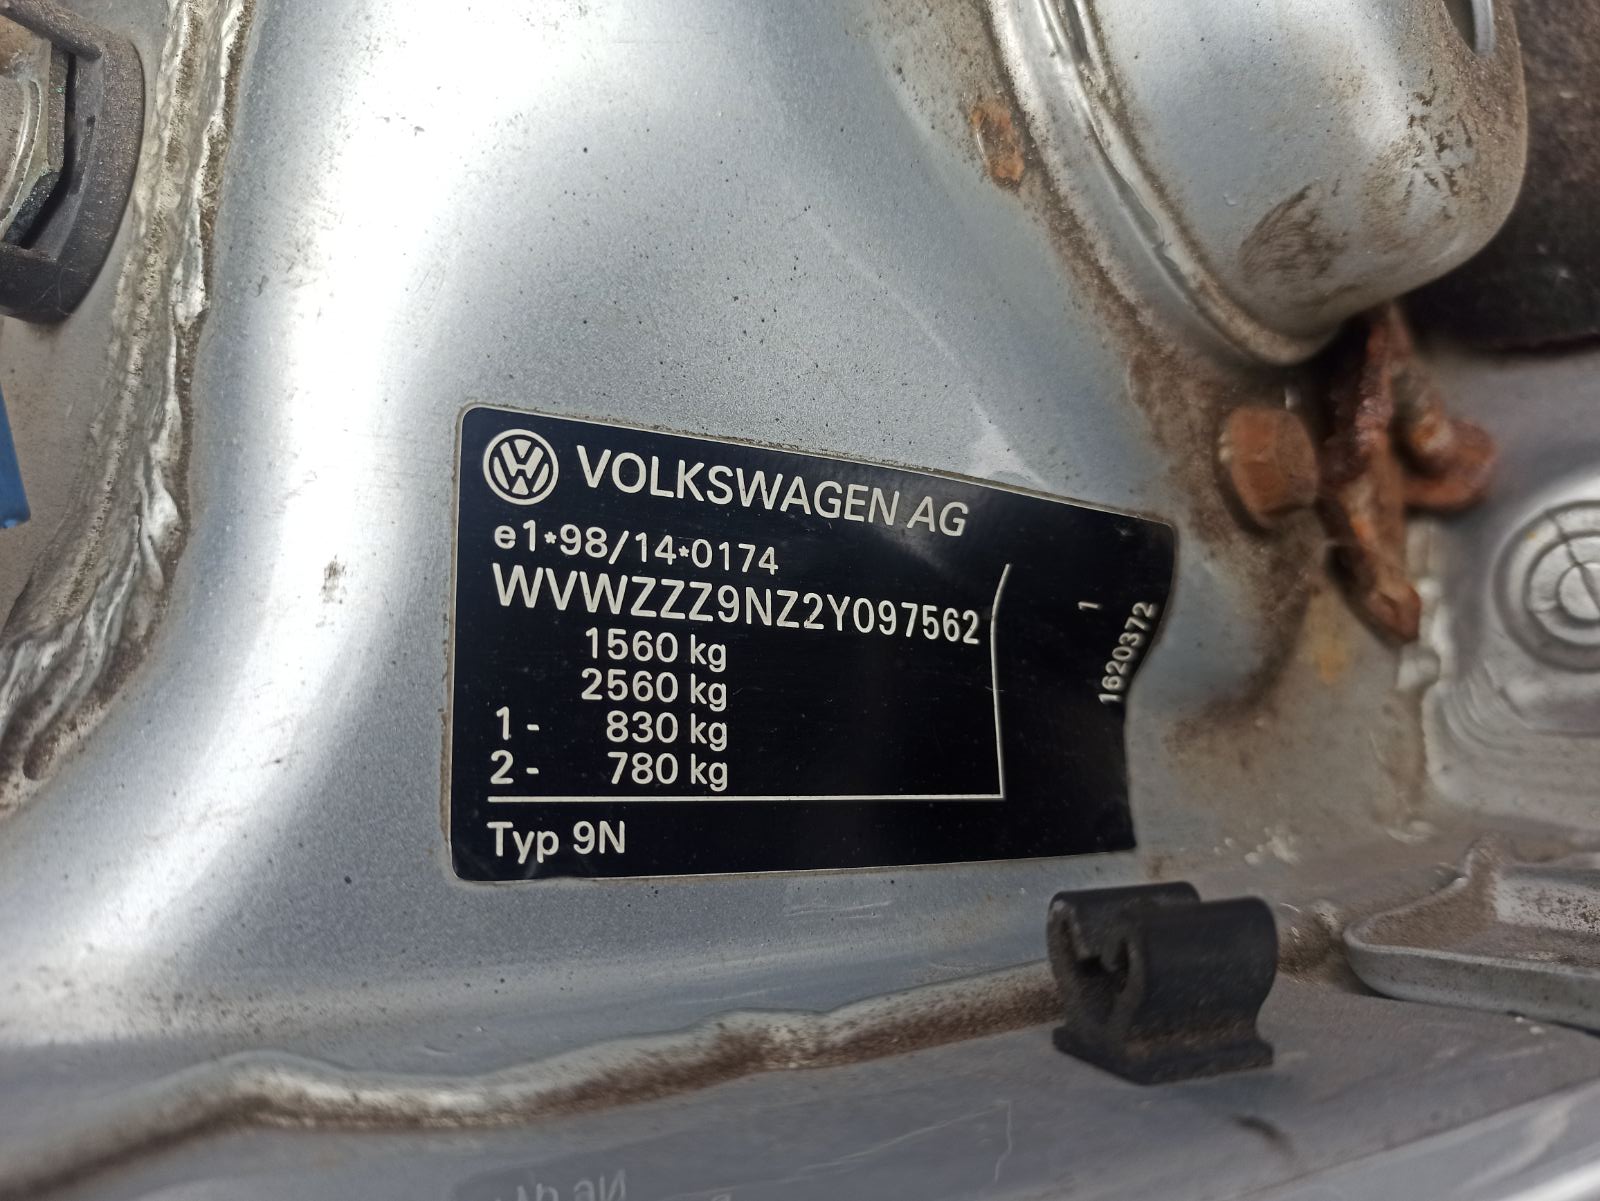 VOLKSWAGEN AG
e1*98/14*0174
WVWZZZ9NZ2Y097562
1560 kg
2560 kg
1 - 830 kg
2 - 780 kg
Typ 9N
1
1620372